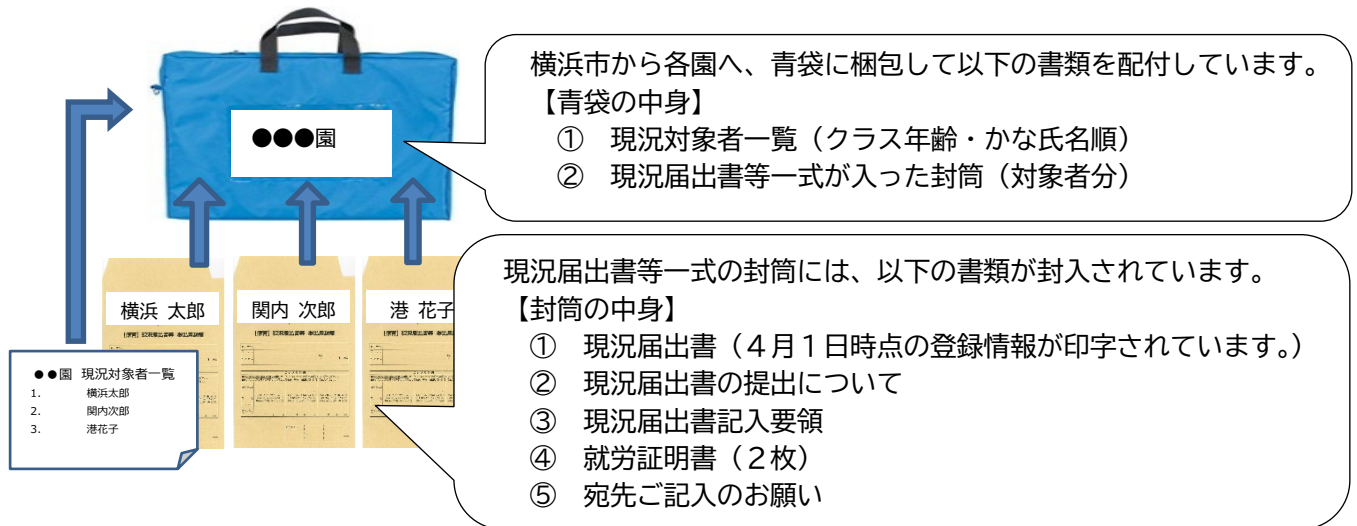 横浜市から各園へ、青袋に梱包して以下の書類を配付しています。
【青袋の中身】
① 現況対象者一覧（クラス年齢・かな氏名順）
② 現況届出書等一式が入った封筒（対象者分）
●●●園
現況届出書等一式の封筒には、以下の書類が封入されています。
【封筒の中身】
① 現況届出書（４月１日時点の登録情報が印字されています。）
② 現況届出書の提出について
③ 現況届出書記入要領
④ 就労証明書（２枚）
⑤ 宛先ご記入のお願い
横浜 太郎
関内 次郎
港 花子
●●園 現況対象者一覧
1. 横浜太郎
2. 関内次郎
3. 港花子